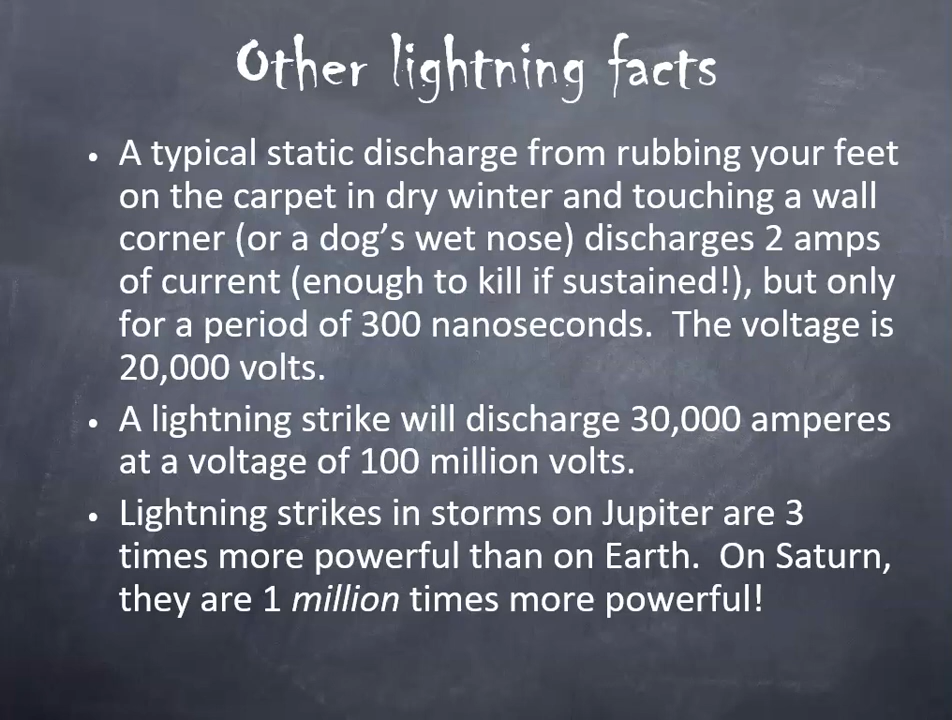 Other lightning facts
• A typical static discharge from rubbing your feet
on the carpet in dry winter and touching a wall
corner (or a dog’s wet nose) discharges 2 amps
of current (enough to kill if sustained!), but only
for a period of 300 nanoseconds.  The voltage is
20,000 volts.
• A lightning strike will discharge 30,000 amperes
at a voltage of 100 million volts.
• Lightning strikes in storms on Jupiter are 3
times more powerful than on Earth.  On Saturn,
they are 1 million times more powerful!